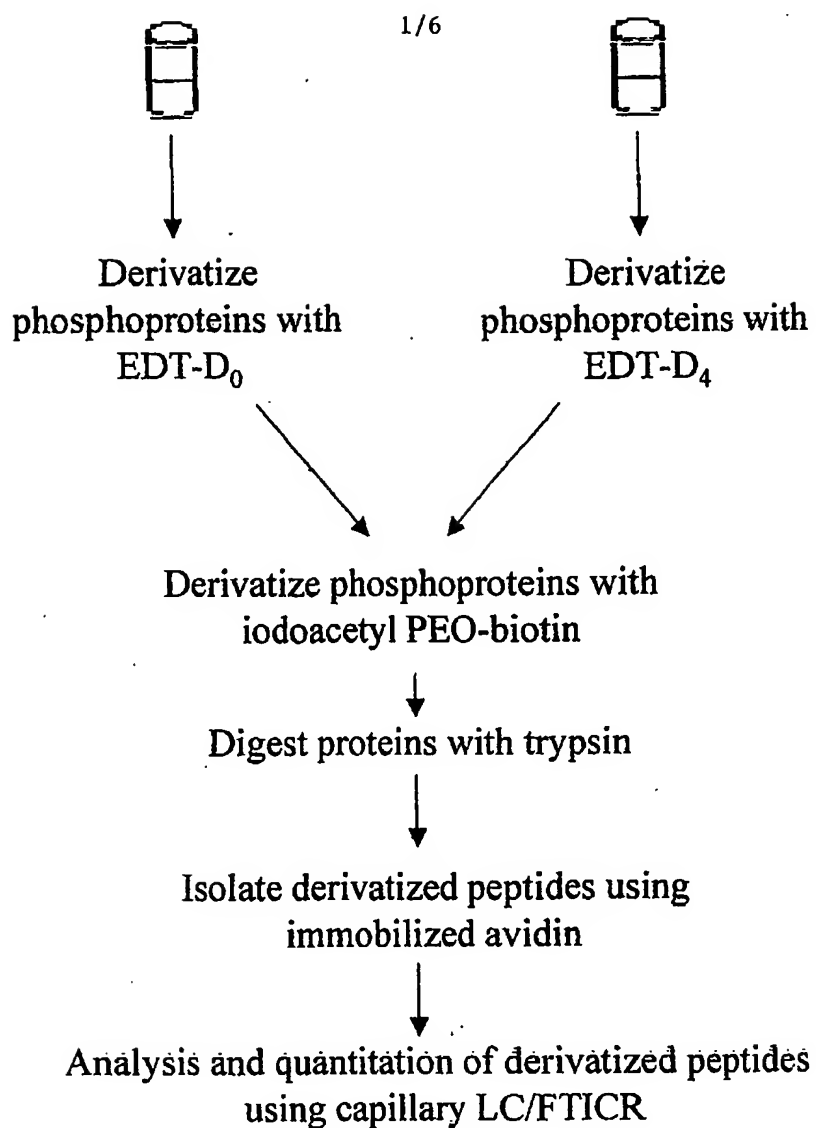 1/6
Derivatize
phosphoproteins with
EDT-D₀
Derivatize
phosphoproteins with
EDT-D₄
Derivatize phosphoproteins with
iodoacetyl PEO-biotin
Digest proteins with trypsin
Isolate derivatized peptides using
immobilized avidin
Analysis and quantitation of derivatized peptides
using capillary LC/FTICR